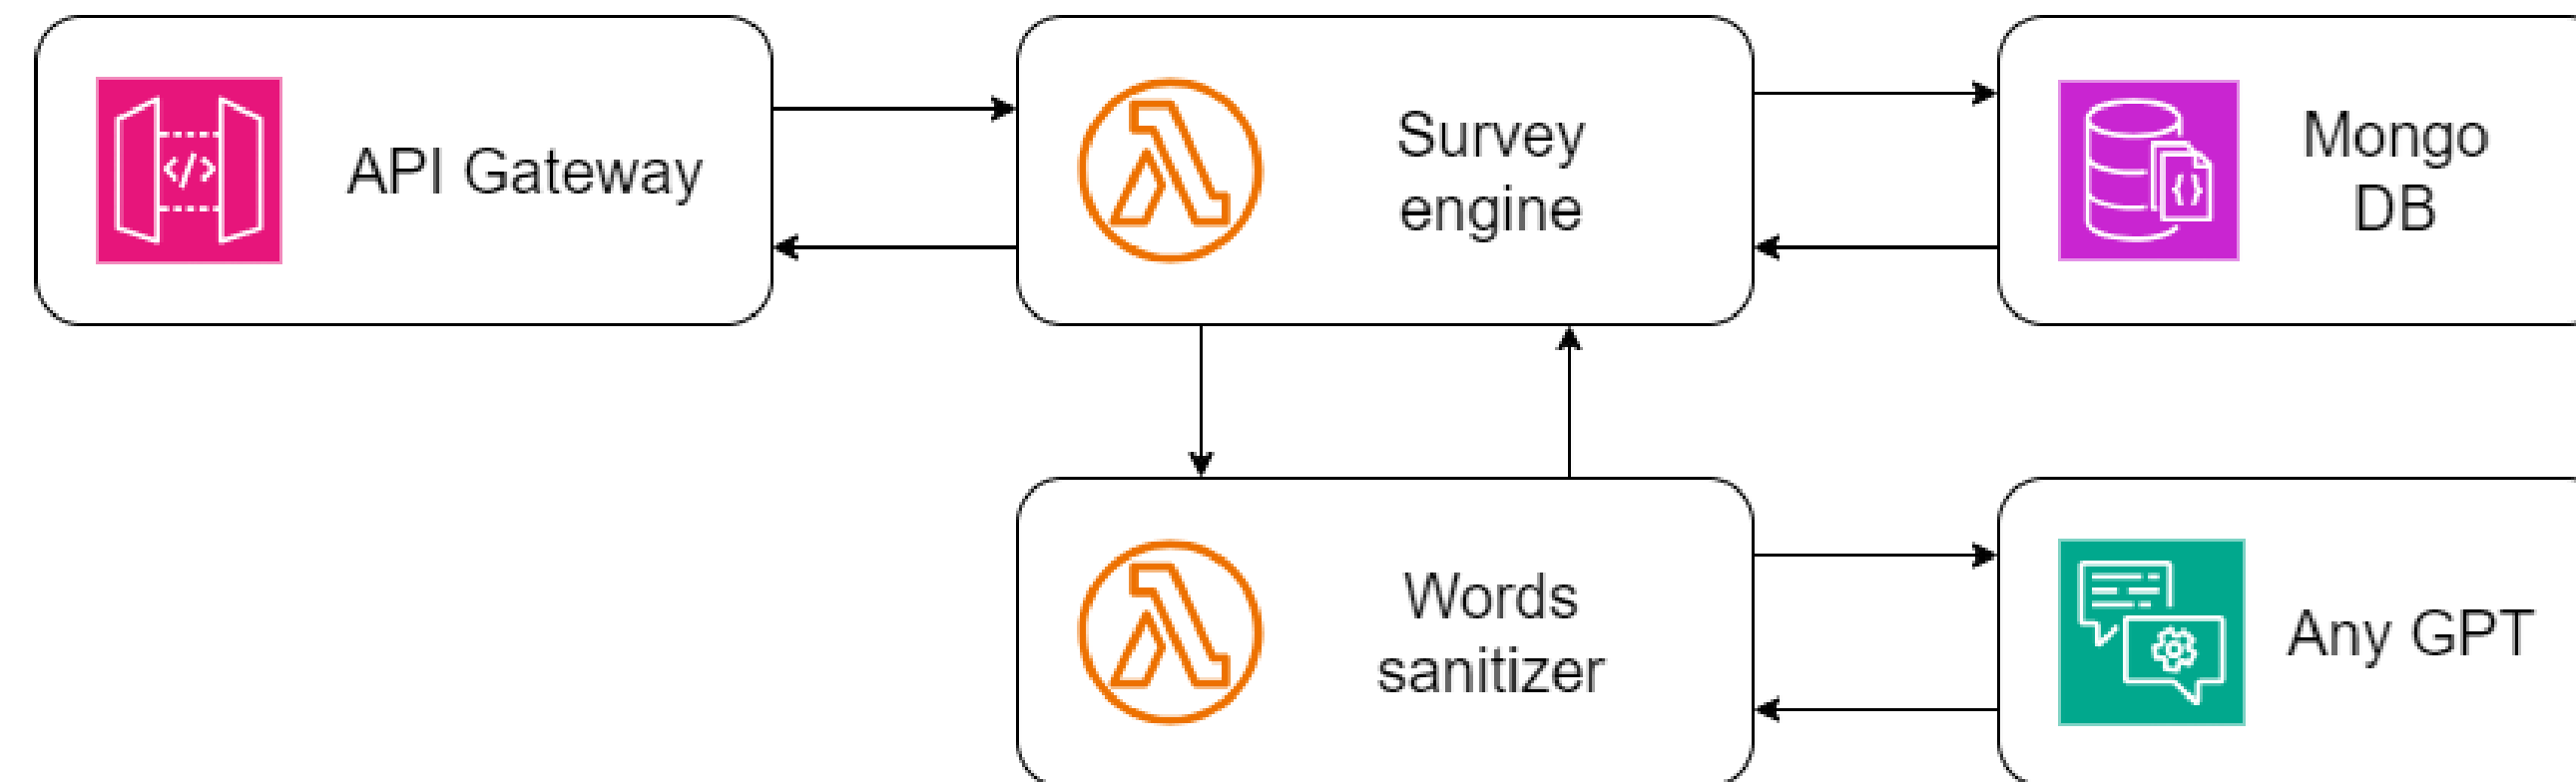 API Gateway
</>
Survey
engine
{}
Mongo
DB
Words
sanitizer
Any GPT